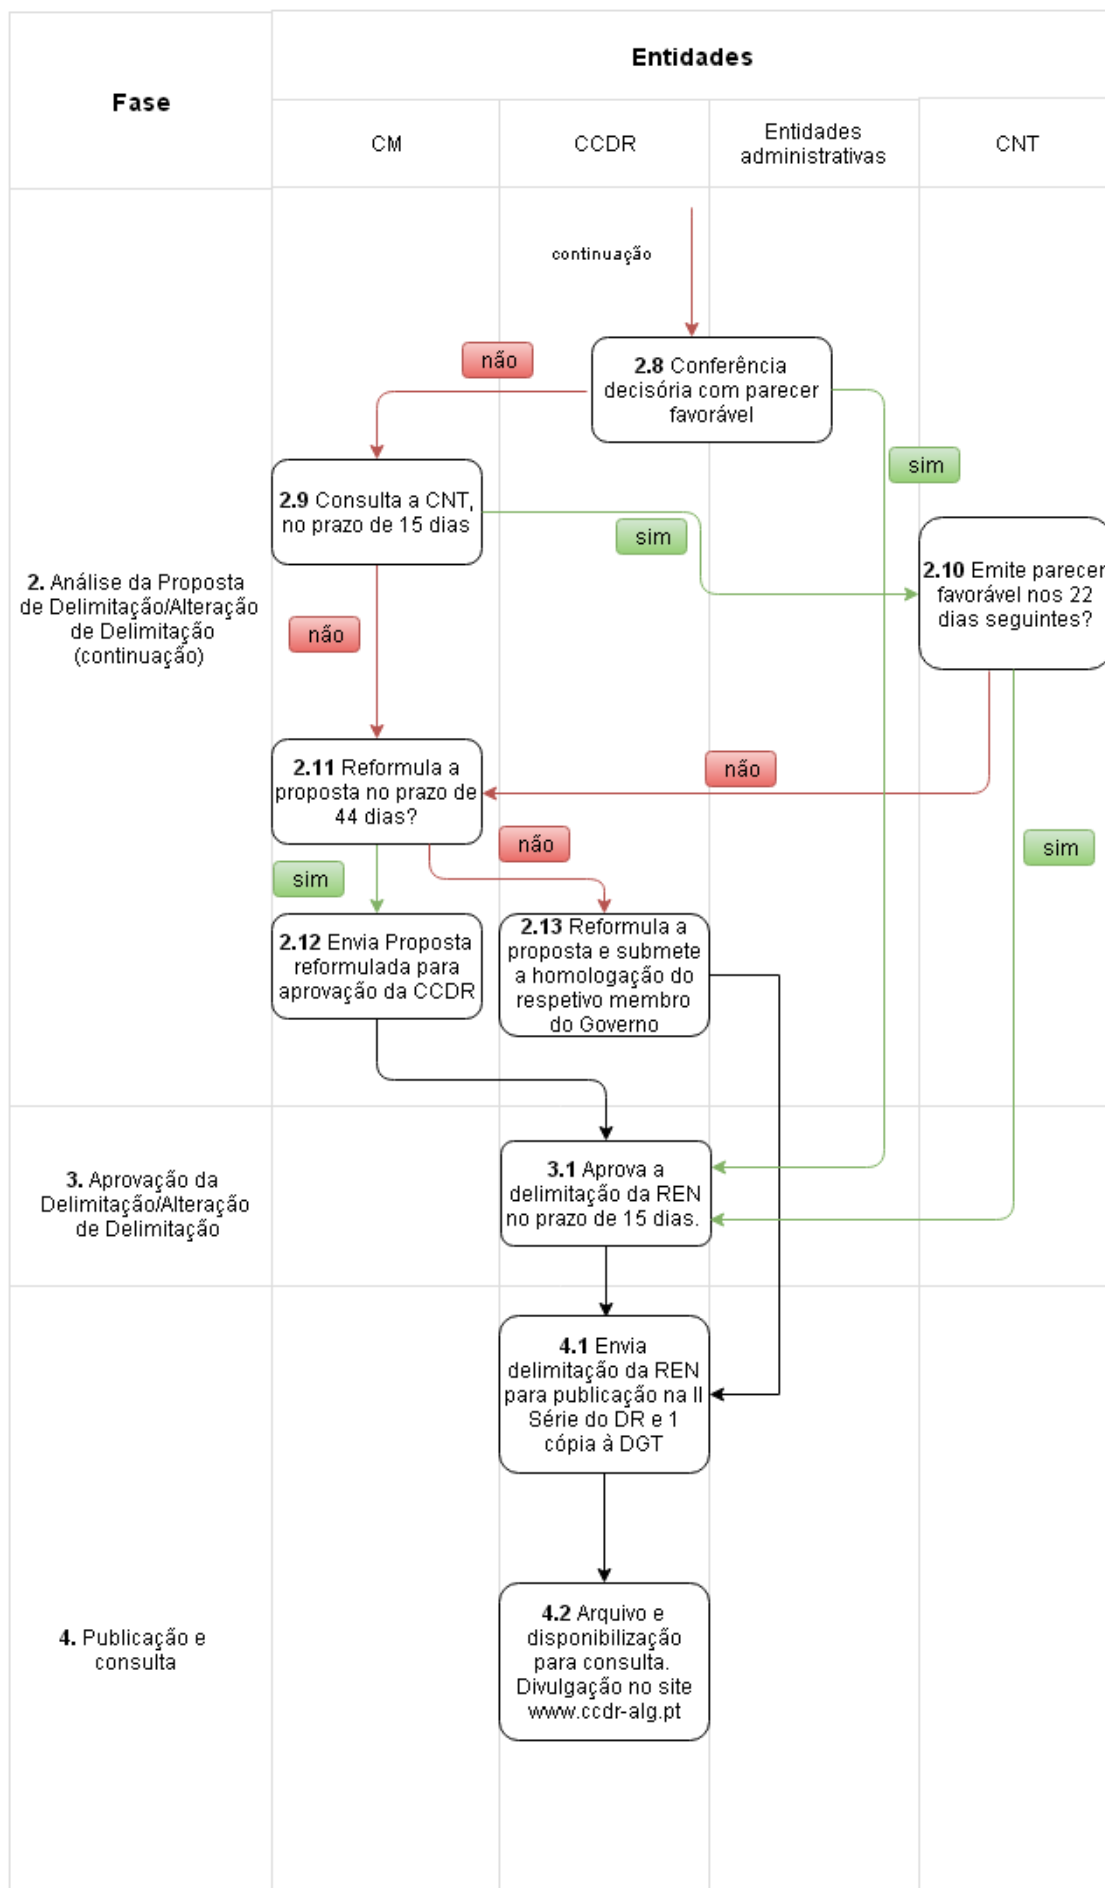 Entidades
Fase
CM
CCDR
Entidades
administrativas
CNT
continuação
não
2.8 Conferência
decisória com parecer
favorável
sim
2.9 Consulta a CNT,
no prazo de 15 dias
sim
2.10 Emite parecer
favorável nos 22
dias seguintes?
2. Análise da Proposta
de Delimitação/Alteração
de Delimitação
(continuação)
não
2.11 Reformula a
proposta no prazo de
44 dias?
não
não
sim
sim
2.12 Envia Proposta
reformulada para
aprovação da CCDR
2.13 Reformula a
proposta e submete
a homologação do
respetivo membro
do Governo
3. Aprovação da
Delimitação/Alteração
de Delimitação
3.1 Aprova a
delimitação da REN
no prazo de 15 dias.
4.1 Envia
delimitação da REN
para publicação na II
Série do DR e 1
cópia à DGT
4. Publicação e
consulta
4.2 Arquivo e
disponibilização
para consulta.
Divulgação no site
www.ccdr-alg.pt